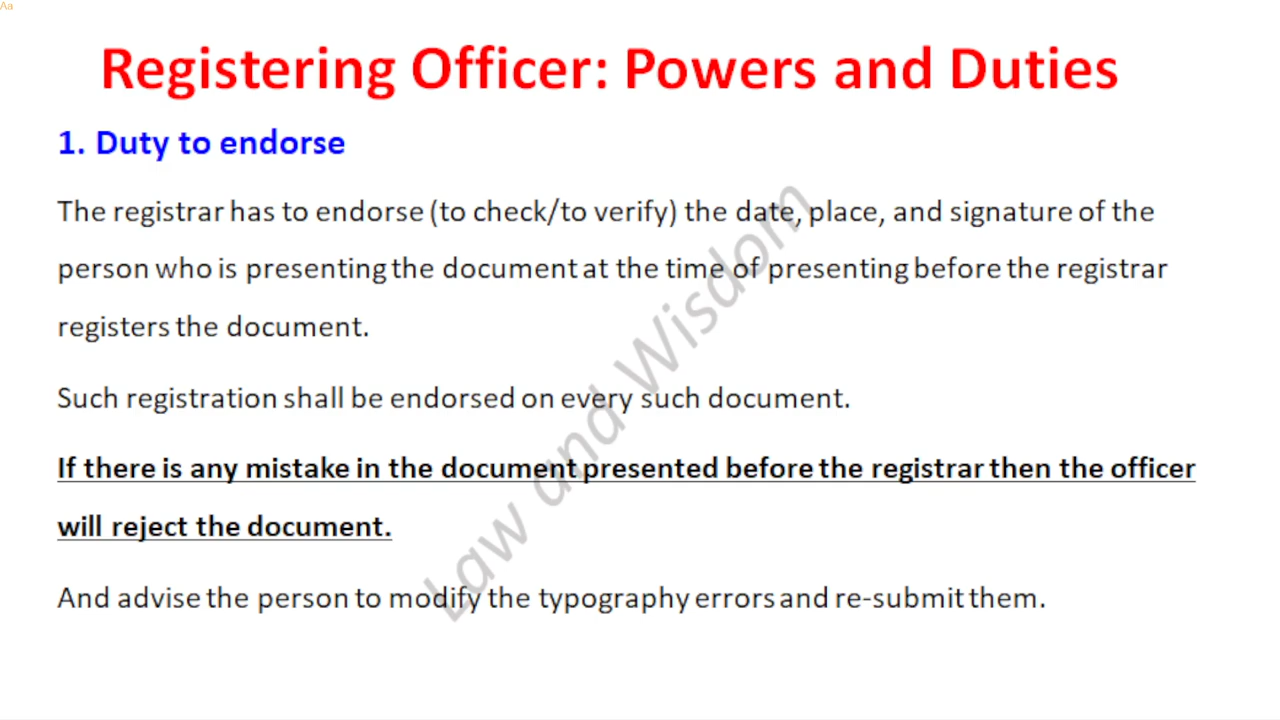 Aa
Registering Officer: Powers and Duties
1. Duty to endorse
The registrar has to endorse (to check/to verify) the date, place, and signature of the
person who is presenting the document at the time of presenting before the registrar
registers the document.
Such registration shall be endorsed on every such document.
If there is any mistake in the document presented before the registrar then the officer
will reject the document.
And advise the person to modify the typography errors and re-submit them.
Law and Wisdom